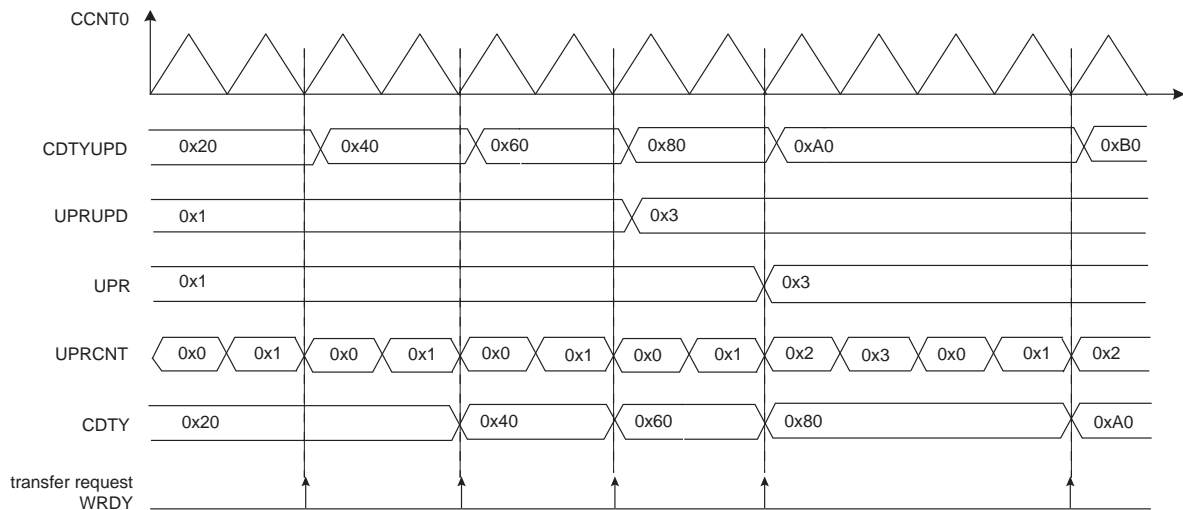 CCNT0
CDTYUPD 0x20 0x40 0x60 0x80 0xA0 0xB0
UPRUPD 0x1 0x3
UPR 0x1 0x3
UPRCNT 0x0 0x1 0x0 0x1 0x0 0x1 0x0 0x1 0x2 0x3 0x0 0x1 0x2
CDTY 0x20 0x40 0x60 0x80 0xA0
transfer request
WRDY